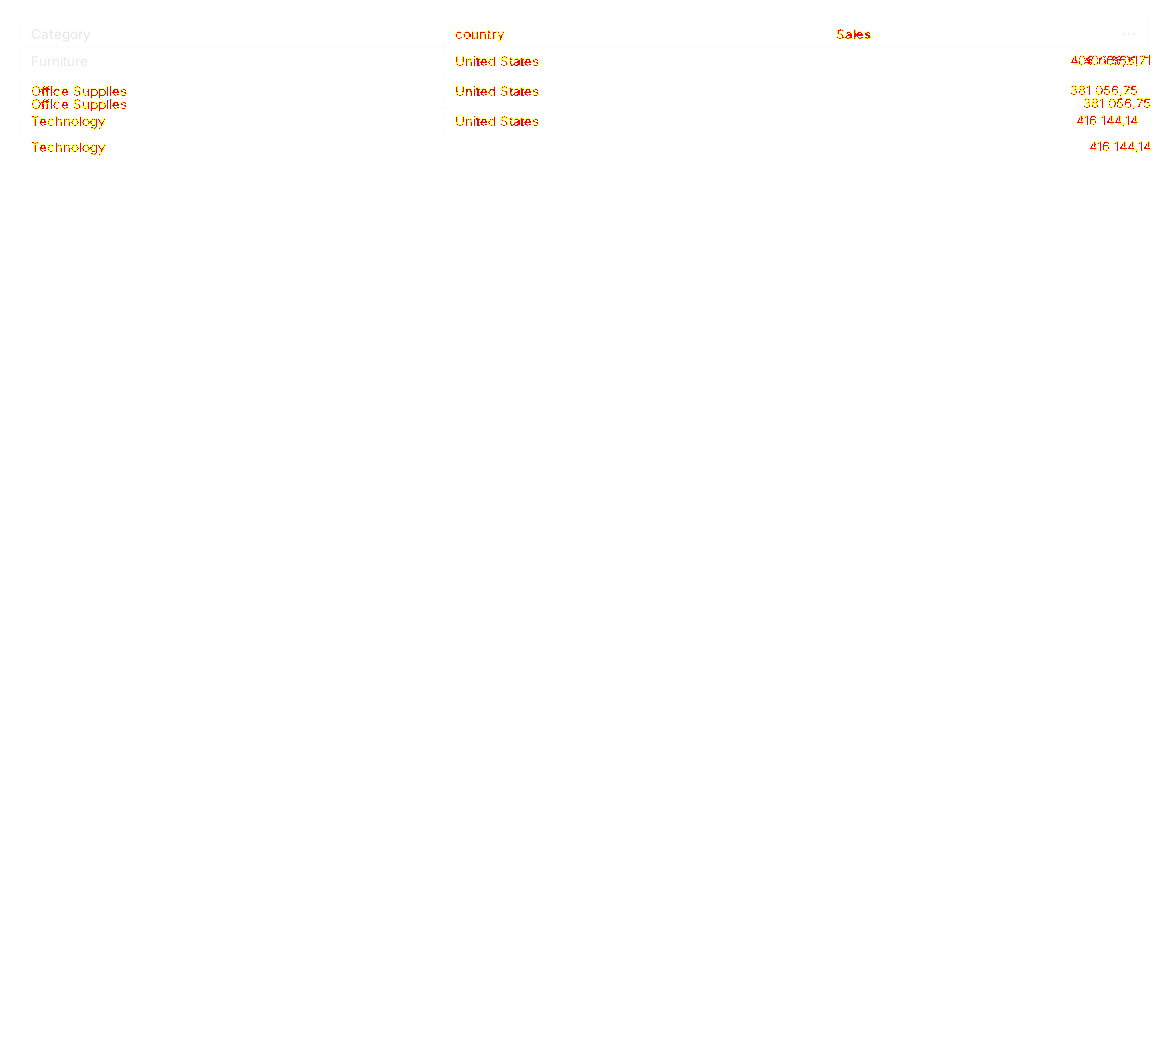 Category country Sales ...
Furniture United States
Office Supplies United States 381 056,75
Office Supplies 381 056,75
Technology United States 416 144,14
Technology 416 144,14